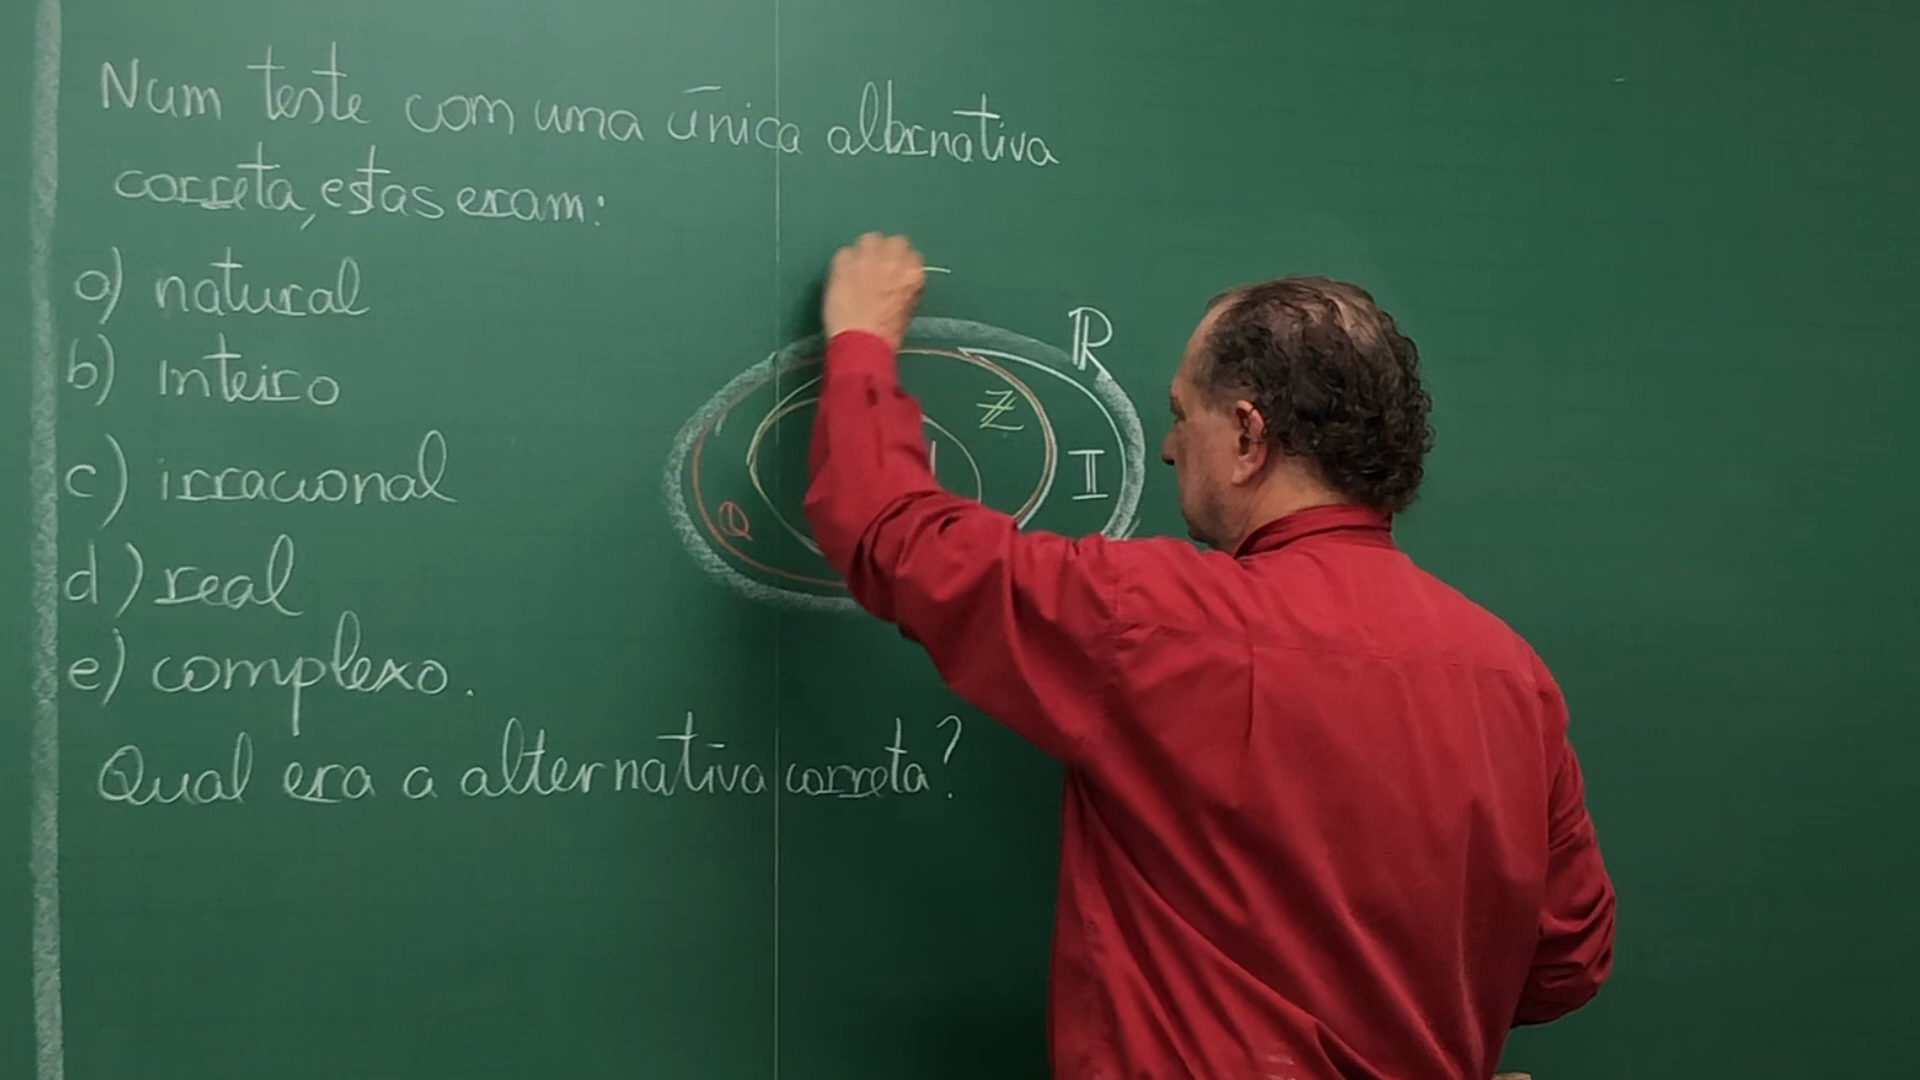 Num teste com uma única alternativa
correta, estas eram:
a) natural
b) inteiro
c) irracional
d) real
e) complexo.
Qual era a alternativa correta?
R
Z
I
Q